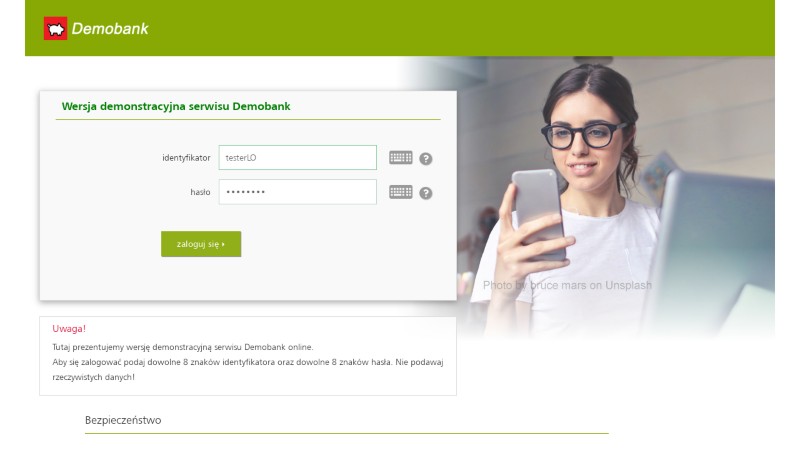 Demobank
Wersja demonstracyjna serwisu Demobank
identyfikator
testerLO
?
hasło
••••••••
?
zaloguj się
Photo by bruce mars on Unsplash
Uwaga!
Tutaj prezentujemy wersję demonstracyjną serwisu Demobank online.
Aby się zalogować podaj dowolne 8 znaków identyfikatora oraz dowolne 8 znaków hasła. Nie podawaj
rzeczywistych danych!
Bezpieczeństwo